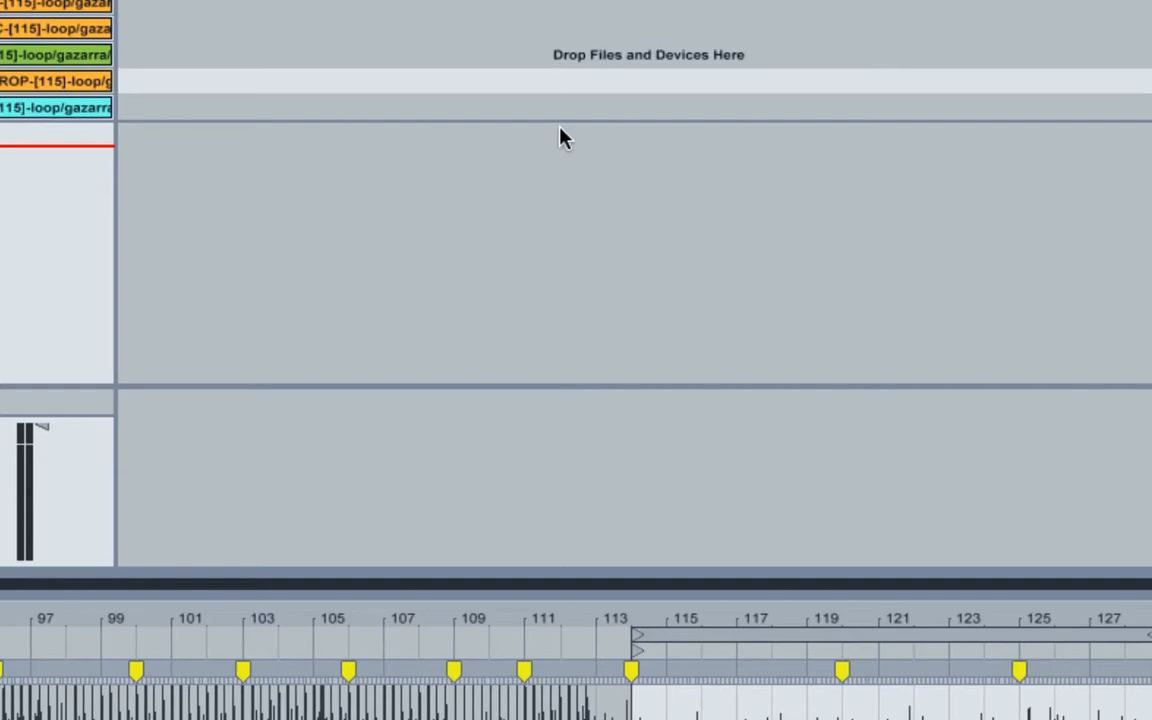 -[115]-loop/gazar
C-[115]-loop/gaza
15]-loop/gazarra/
Drop Files and Devices Here
ROP-[115]-loop/g
115]-loop/gazarra
97 99 101 103 105 107 109 111 113 115 117 119 121 123 125 127